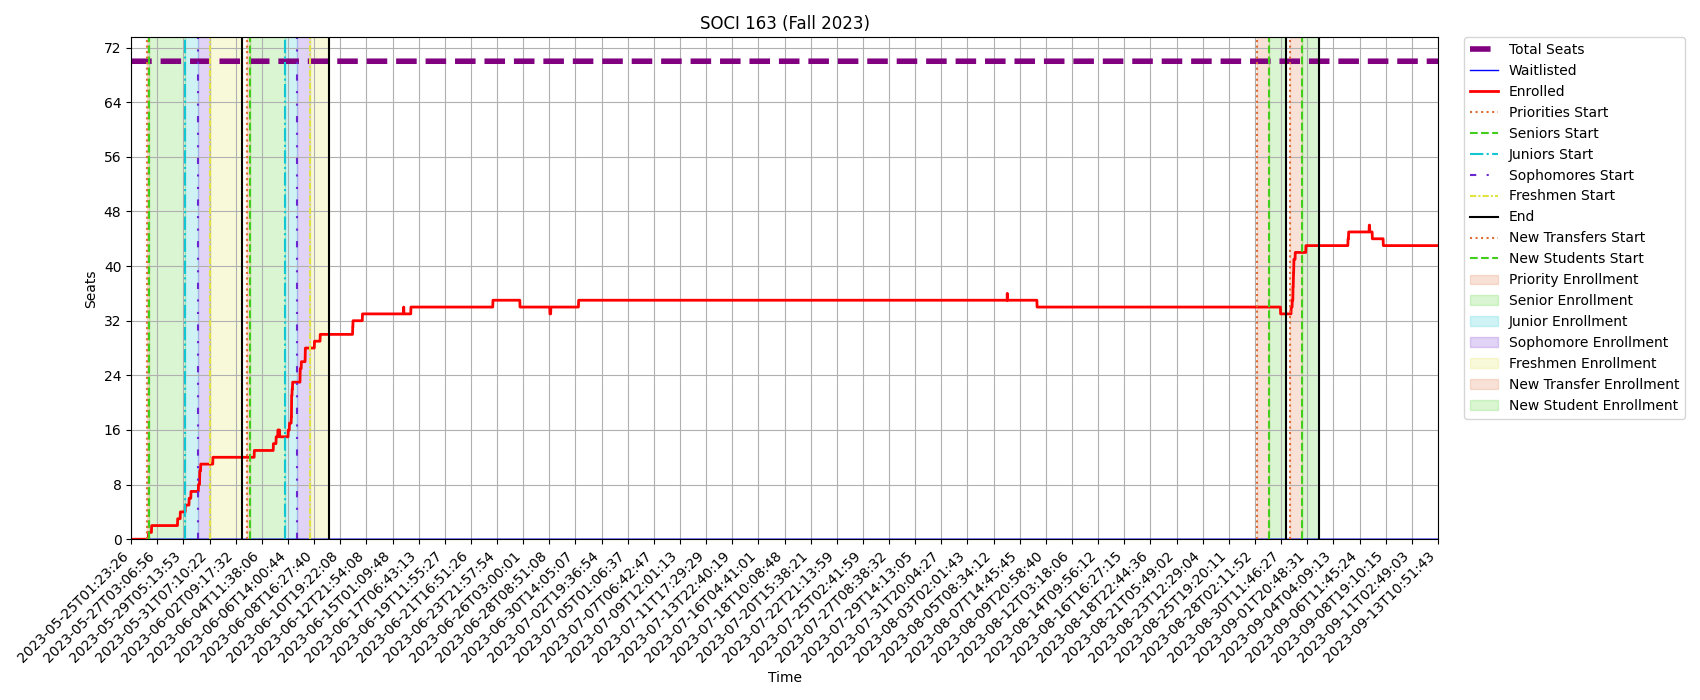 SOCI 163 (Fall 2023)
Seats
72
64
56
48
40
32
24
16
8
0
2023-05-25T01:23:26
2023-05-27T03:06:56
2023-05-29T05:13:53
2023-05-31T07:10:22
2023-06-02T09:17:32
2023-06-04T11:38:06
2023-06-06T14:00:44
2023-06-08T16:27:40
2023-06-10T19:22:08
2023-06-12T21:54:08
2023-06-15T01:09:48
2023-06-17T06:43:13
2023-06-19T11:55:27
2023-06-21T16:51:26
2023-06-23T21:57:54
2023-06-26T03:00:01
2023-06-28T08:51:08
2023-06-30T14:05:07
2023-07-02T19:36:54
2023-07-05T01:06:37
2023-07-07T06:42:47
2023-07-09T12:01:13
2023-07-11T17:29:29
2023-07-13T22:40:19
2023-07-16T04:41:01
2023-07-18T10:08:48
2023-07-20T15:38:21
2023-07-22T21:13:59
2023-07-25T02:41:59
2023-07-27T08:38:32
2023-07-29T14:13:05
2023-07-31T20:04:27
2023-08-03T02:01:43
2023-08-05T08:34:12
2023-08-07T14:45:45
2023-08-09T20:58:40
2023-08-12T03:18:06
2023-08-14T09:56:12
2023-08-16T16:27:15
2023-08-18T22:44:36
2023-08-21T05:49:02
2023-08-23T12:29:04
2023-08-25T19:20:11
2023-08-28T02:11:52
2023-08-30T11:46:27
2023-09-01T20:48:31
2023-09-04T04:09:13
2023-09-06T11:45:24
2023-09-08T19:10:15
2023-09-11T02:49:03
2023-09-13T10:51:43
Time
Total Seats
Waitlisted
Enrolled
Priorities Start
Seniors Start
Juniors Start
Sophomores Start
Freshmen Start
End
New Transfers Start
New Students Start
Priority Enrollment
Senior Enrollment
Junior Enrollment
Sophomore Enrollment
Freshmen Enrollment
New Transfer Enrollment
New Student Enrollment